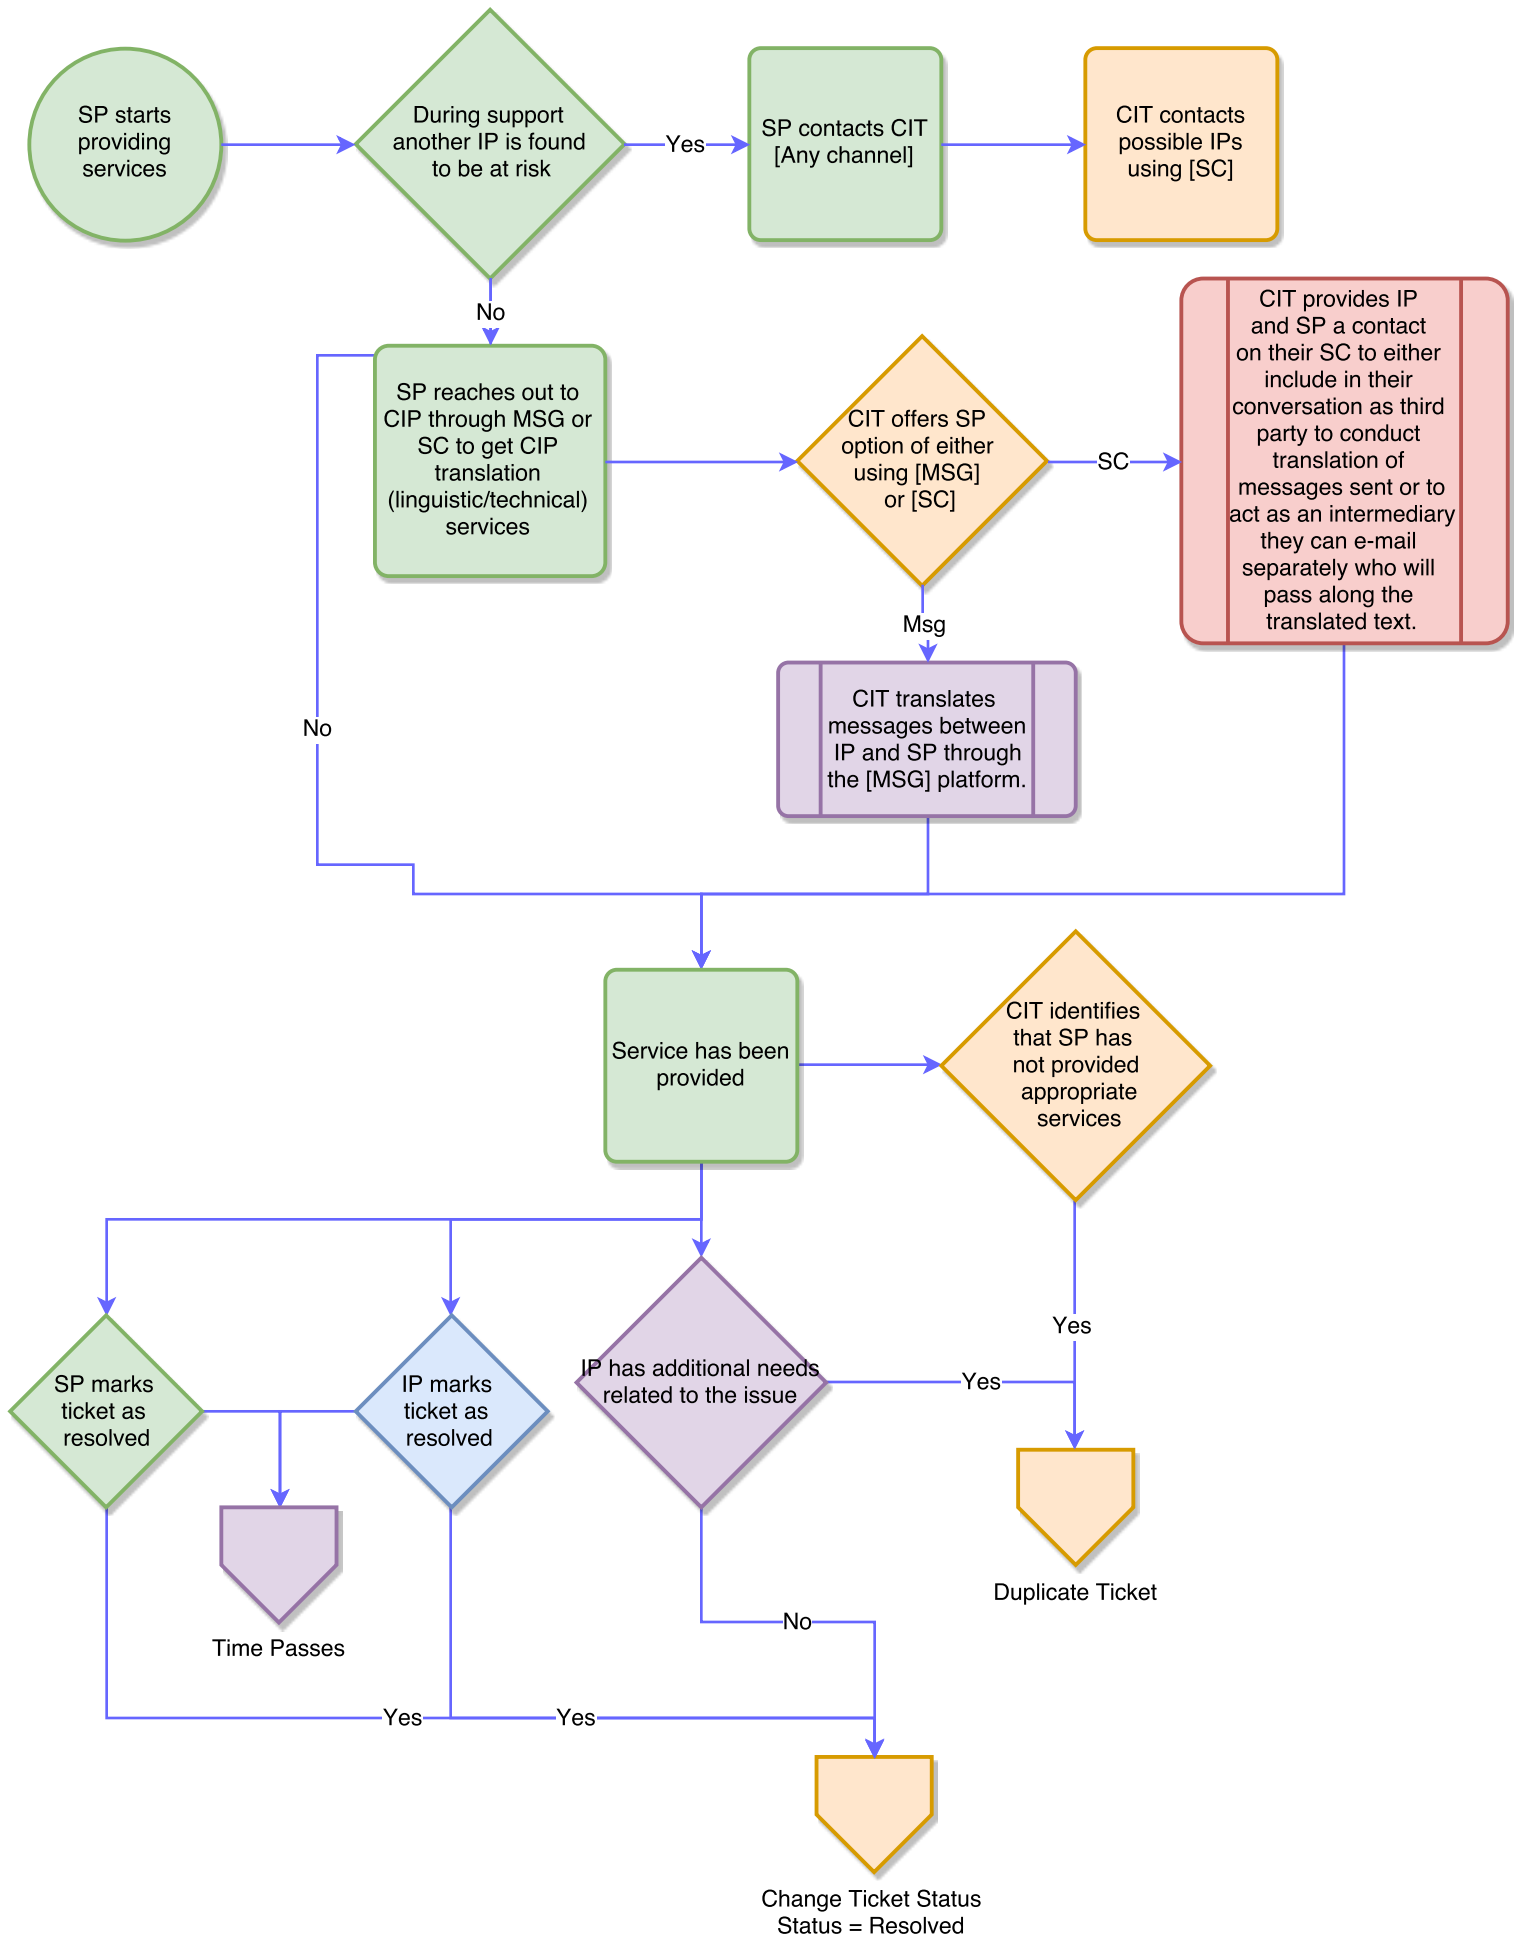 SP starts
providing
services
During support
another IP is found
to be at risk
Yes
SP contacts CIT
[Any channel]
CIT contacts
possible IPs
using [SC]
No
SP reaches out to
CIP through MSG or
SC to get CIP
translation
(linguistic/technical)
services
CIT offers SP
option of either
using [MSG]
or [SC]
SC
CIT provides IP
and SP a contact
on their SC to either
include in their
conversation as third
party to conduct
translation of
messages sent or to
act as an intermediary
they can e-mail
separately who will
pass along the
translated text.
Msg
CIT translates
messages between
IP and SP through
the [MSG] platform.
No
Service has been
provided
CIT identifies
that SP has
not provided
appropriate
services
Yes
SP marks
ticket as
resolved
IP marks
ticket as
resolved
IP has additional needs
related to the issue
Yes
Duplicate Ticket
Time Passes
No
Yes
Yes
Change Ticket Status
Status = Resolved